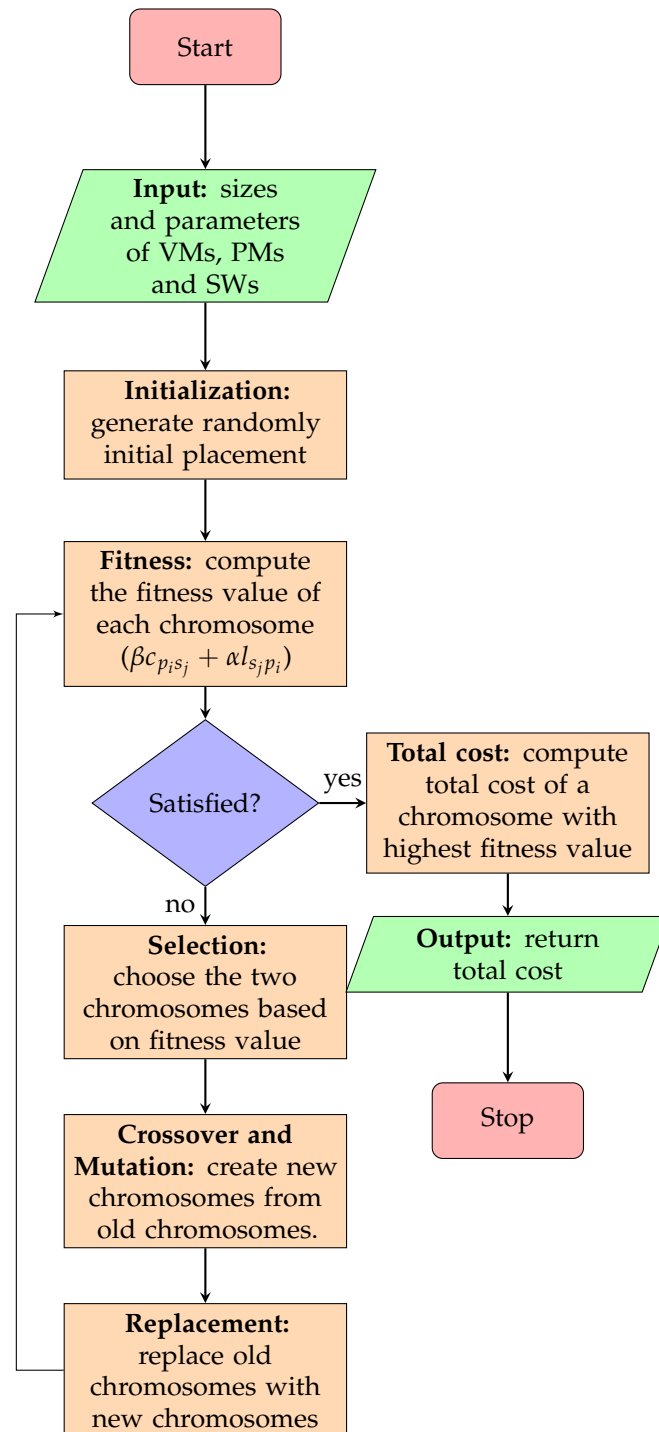 Start
Input: sizes
and parameters
of VMs, PMs
and SWs
Initialization:
generate randomly
initial placement
Fitness: compute
the fitness value of
each chromosome
(βc_{p_i s_j} + αl_{s_j p_i})
Satisfied?
yes
Total cost: compute
total cost of a
chromosome with
highest fitness value
no
Output: return
total cost
Stop
Selection:
choose the two
chromosomes based
on fitness value
Crossover and
Mutation: create new
chromosomes from
old chromosomes.
Replacement:
replace old
chromosomes with
new chromosomes